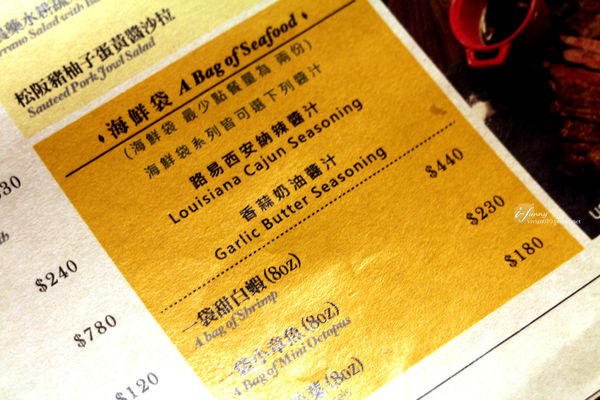 Serrano Salad with
松阪豬柚子蛋黃醬沙拉
Sauteed Pork Jowl Salad
♦海鮮袋 A Bag of Seafood♦
(海鮮袋 最少點餐量為 兩份)
海鮮袋系列皆可選下列醬汁
路易西安納辣醬汁
Louisiana Cajun Seasoning
香蒜奶油醬汁
Garlic Butter Seasoning
一袋甜白蝦(8oz) $440
A bag of Shrimp
一袋小章魚(8oz) $230
A Bag of Mini Octopus
(8oz) $180
$240
$780
$120